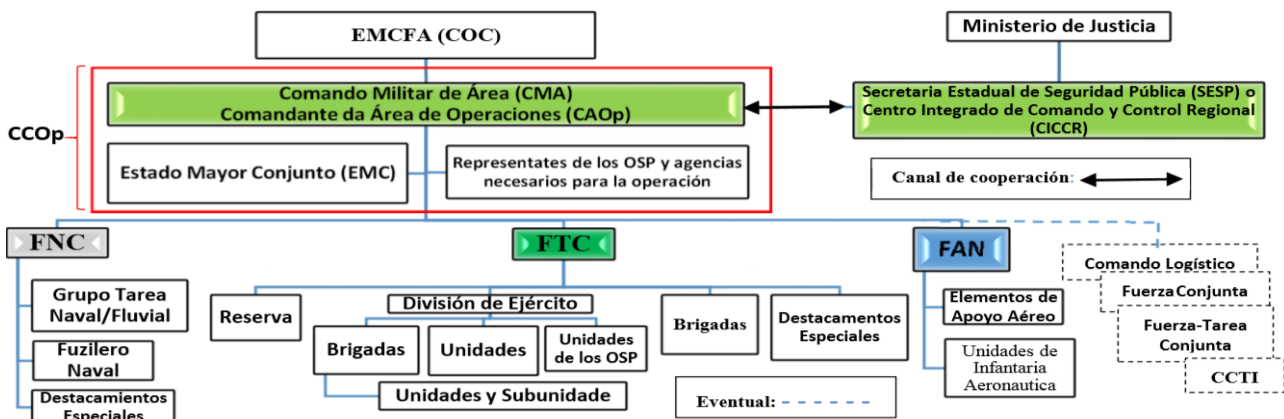 EMCFA (COC)
Ministerio de Justicia
CCOp
Comando Militar de Área (CMA)
Comandante da Área de Operaciones (CAOp)
Secretaria Estadual de Seguridad Pública (SESP) o
Centro Integrado de Comando y Control Regional
(CICCR)
Estado Mayor Conjunto (EMC)
Representates de los OSP y agencias
necesarios para la operación
Canal de cooperación:
FNC
FTC
FAN
Comando Logístico
Fuerza Conjunta
Fuerza-Tarea
Conjunta
CCTI
Grupo Tarea
Naval/Fluvial
Fuzilero
Naval
Destacamientos
Especiales
Reserva
División de Ejército
Brigadas
Unidades
Unidades
de los OSP
Unidades y Subunidade
Brigadas
Destacamentos
Especiales
Elementos de
Apoyo Aéreo
Unidades de
Infantaria
Aeronautica
Eventual: